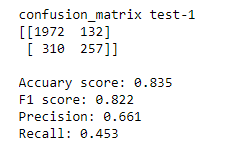 confusion_matrix test-1
[[1972 132]
[ 310 257]]
Accuary score: 0.835
F1 score: 0.822
Precision: 0.661
Recall: 0.453